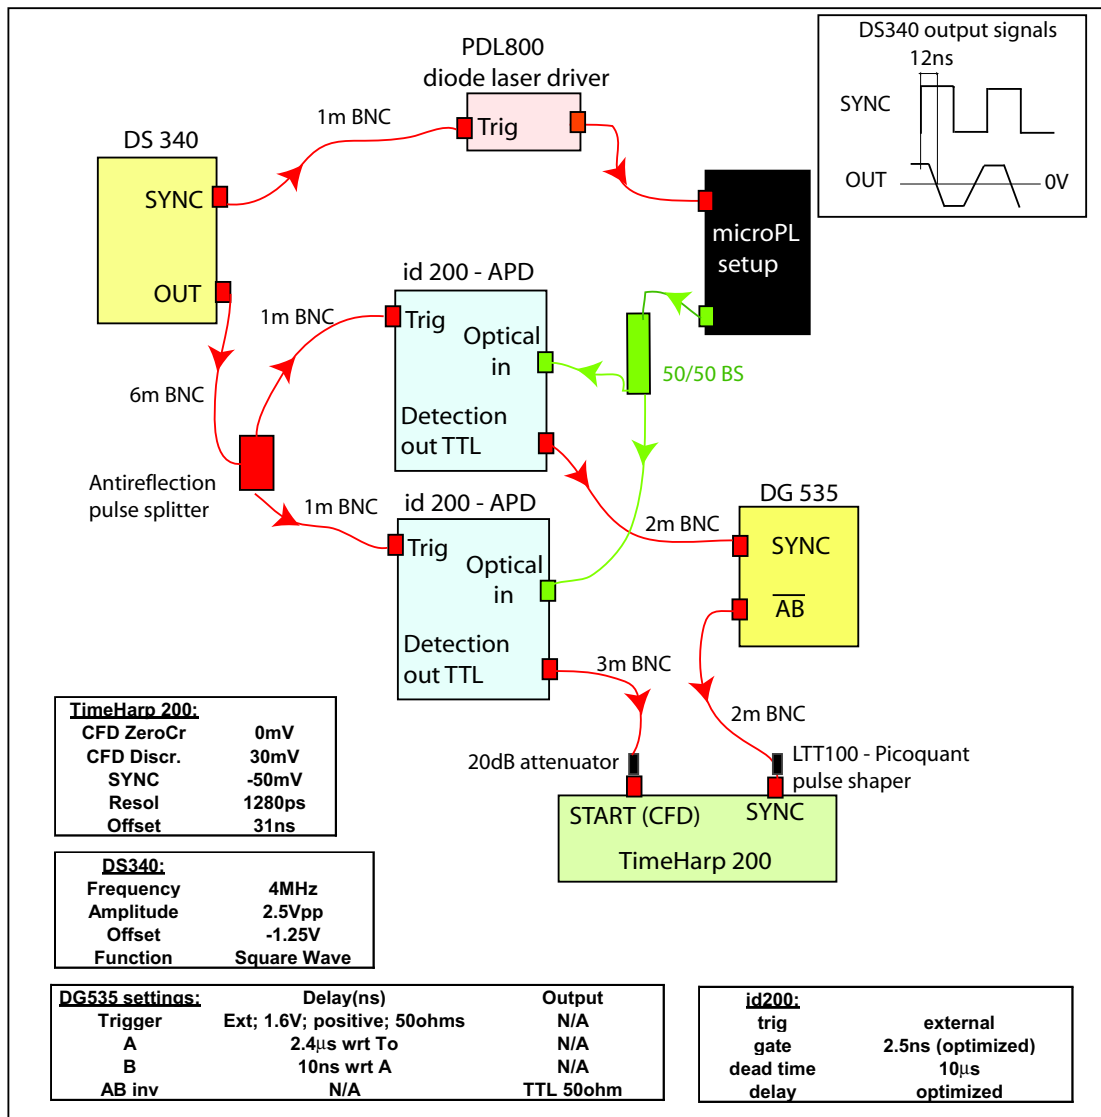 PDL800
diode laser driver
DS340 output signals
12ns
SYNC
OUT
0V
1m BNC
Trig
DS 340
SYNC
OUT
microPL
setup
id 200 - APD
1m BNC
Trig
Optical
in
Detection
out TTL
50/50 BS
6m BNC
Antireflection
pulse splitter
1m BNC
id 200 - APD
Trig
Optical
in
Detection
out TTL
2m BNC
DG 535
SYNC
AB
3m BNC
2m BNC
20dB attenuator
LTT100 - Picoquant
pulse shaper
START (CFD) SYNC
TimeHarp 200
TimeHarp 200:
CFD ZeroCr 0mV
CFD Discr. 30mV
SYNC -50mV
Resol 1280ps
Offset 31ns
DS340:
Frequency 4MHz
Amplitude 2.5Vpp
Offset -1.25V
Function Square Wave
DG535 settings: Delay(ns) Output
Trigger Ext; 1.6V; positive; 50ohms N/A
A 2.4μs wrt To N/A
B 10ns wrt A N/A
AB inv N/A TTL 50ohm
id200:
trig external
gate 2.5ns (optimized)
dead time 10μs
delay optimized